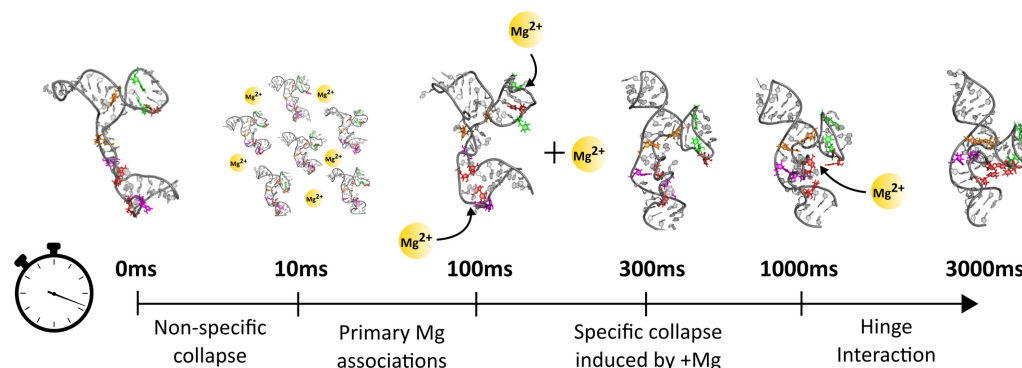 Mg2+
Mg2+
Mg2+
Mg2+
Mg2+
Mg2+
+
Mg2+
Mg2+
Mg2+
0ms
10ms
100ms
300ms
1000ms
3000ms
Non-specific
collapse
Primary Mg
associations
Specific collapse
induced by +Mg
Hinge
Interaction